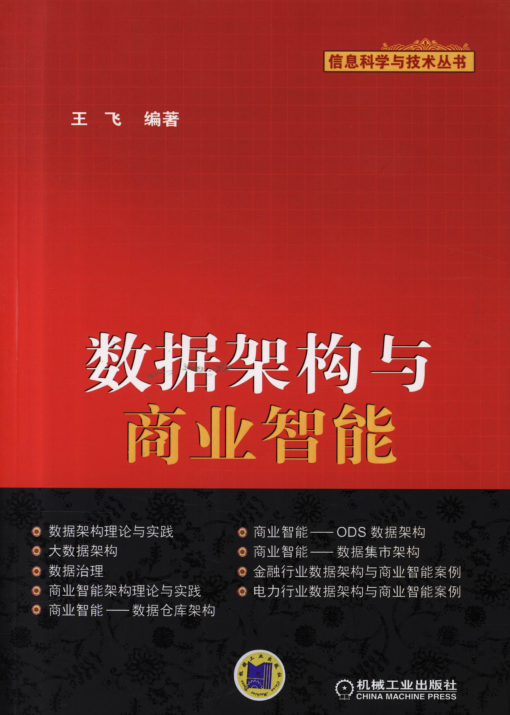 信息科学与技术丛书
王 飞 编著
数据架构与
商业智能
数据架构理论与实践
大数据架构
数据治理
商业智能架构理论与实践
商业智能——数据仓库架构
商业智能——ODS 数据架构
商业智能——数据集市架构
金融行业数据架构与商业智能案例
电力行业数据架构与商业智能案例
机械工业出版社
CHINA MACHINE PRESS